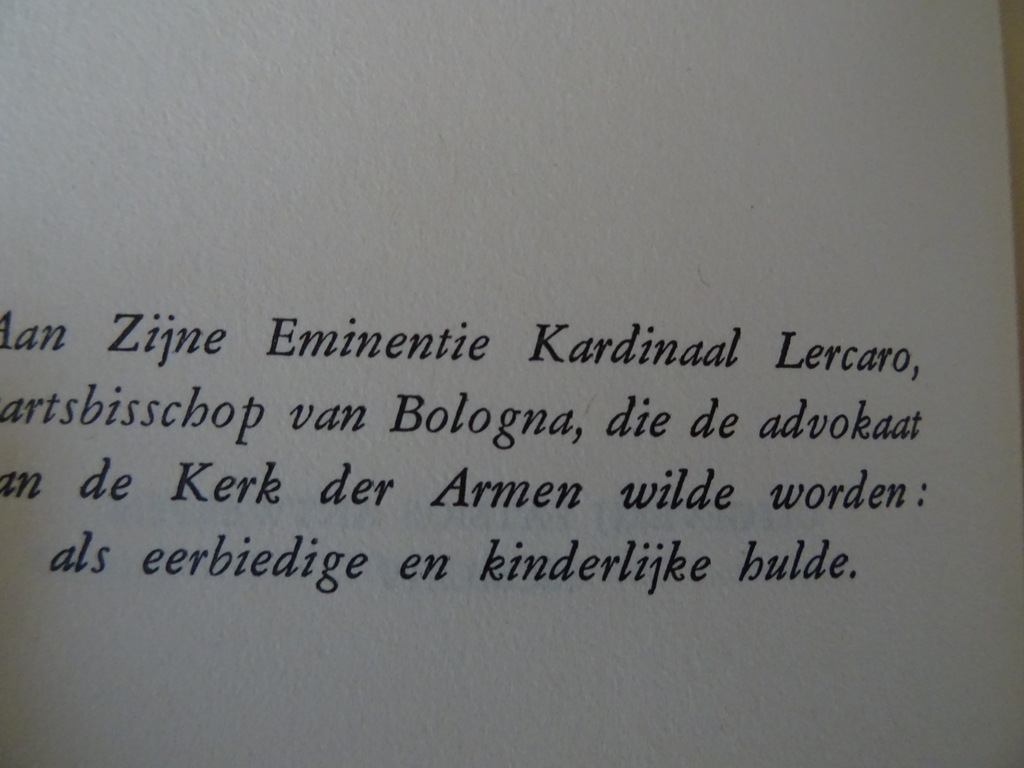 Aan Zijne Eminentie Kardinaal Lercaro,
artsbisschop van Bologna, die de advokaat
an de Kerk der Armen wilde worden:
als eerbiedige en kinderlijke hulde.